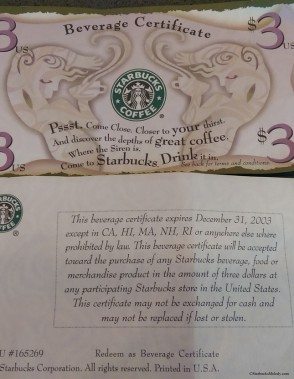 Beverage Certificate
$3 US
$3 US
STARBUCKS COFFEE
Pssst. Come Close. Closer to your thirst.
And discover the depths of great coffee.
Where the Siren is.
Come to Starbucks Drink it in.
See back for terms and conditions.
3 US
$3 US
COFFEE
This beverage certificate expires December 31, 2003
except in CA, HI, MA, NH, RI or anywhere else where
prohibited by law. This beverage certificate will be accepted
toward the purchase of any Starbucks beverage, food or
merchandise product in the amount of three dollars at
any participating Starbucks store in the United States.
This certificate may not be exchanged for cash and
may not be replaced if lost or stolen.
U #165269 Redeem as Beverage Certificate
Starbucks Corporation. All rights reserved. Printed in U.S.A.